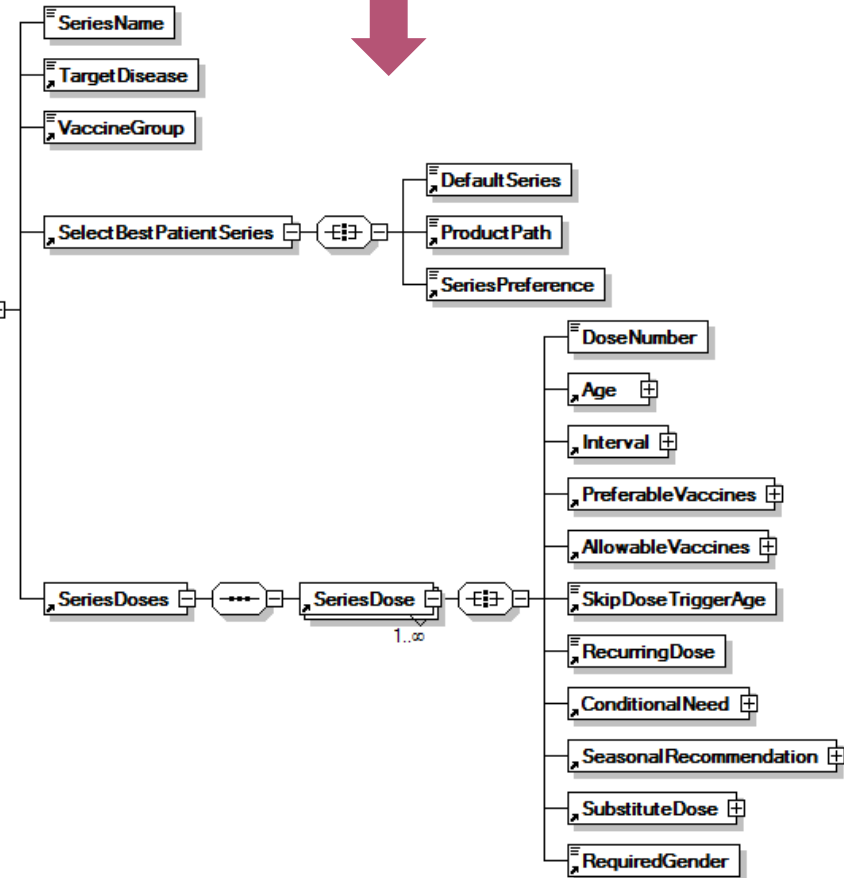 SeriesName
TargetDisease
VaccineGroup
SelectBestPatientSeries
DefaultSeries
ProductPath
SeriesPreference
SeriesDoses
SeriesDose
1..∞
DoseNumber
Age
Interval
PreferableVaccines
AllowableVaccines
SkipDoseTriggerAge
RecurringDose
ConditionalNeed
SeasonalRecommendation
SubstituteDose
RequiredGender